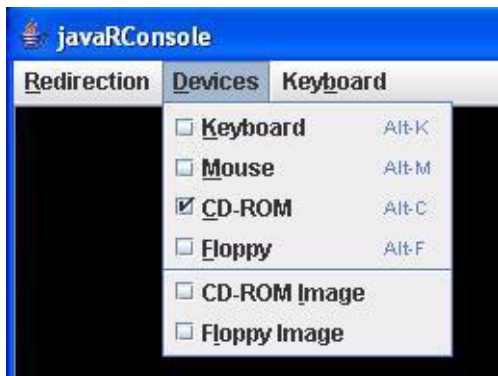 javaRConsole
Redirection Devices Keyboard
Keyboard Alt-K
Mouse Alt-M
CD-ROM Alt-C
Floppy Alt-F
CD-ROM Image
Floppy Image